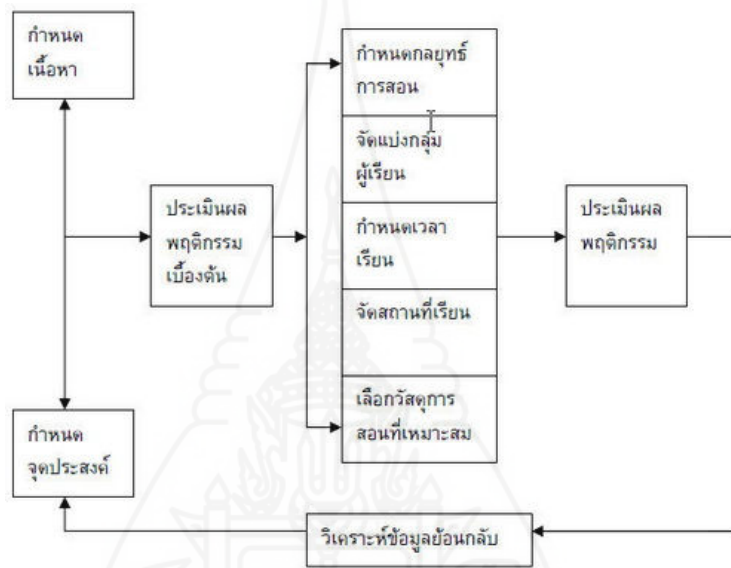 กำหนด
เนื้อหา
กำหนดกลยุทธ์
การสอน
จัดแบ่งกลุ่ม
ผู้เรียน
ประเมินผล
พฤติกรรม
เบื้องต้น
กำหนดเวลา
เรียน
ประเมินผล
พฤติกรรม
จัดสถานที่เรียน
เลือกวัสดุการ
สอนที่เหมาะสม
กำหนด
จุดประสงค์
วิเคราะห์ข้อมูลย้อนกลับ